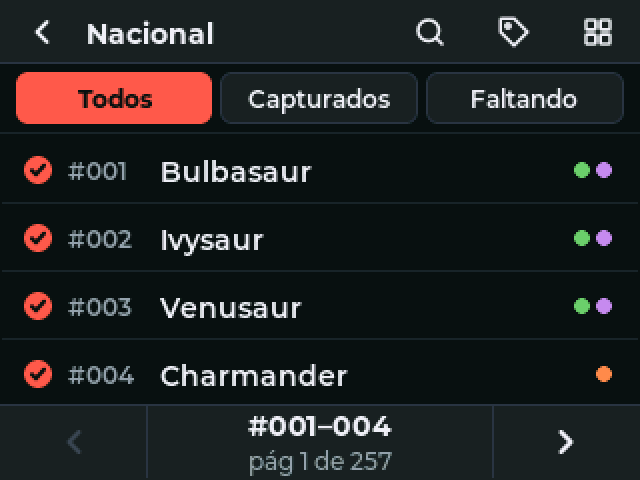 Nacional
Todos Capturados Faltando
#001 Bulbasaur
#002 Ivysaur
#003 Venusaur
#004 Charmander
#001–004
pág 1 de 257